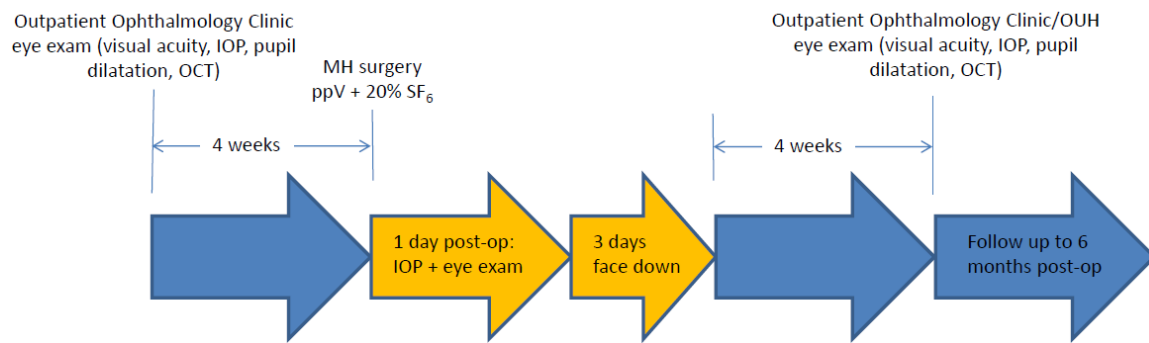 Outpatient Ophthalmology Clinic
eye exam (visual acuity, IOP, pupil
dilatation, OCT)
MH surgery
ppV + 20% SF6
Outpatient Ophthalmology Clinic/OUH
eye exam (visual acuity, IOP, pupil
dilatation, OCT)
4 weeks
4 weeks
1 day post-op:
IOP + eye exam
3 days
face down
Follow up to 6
months post-op